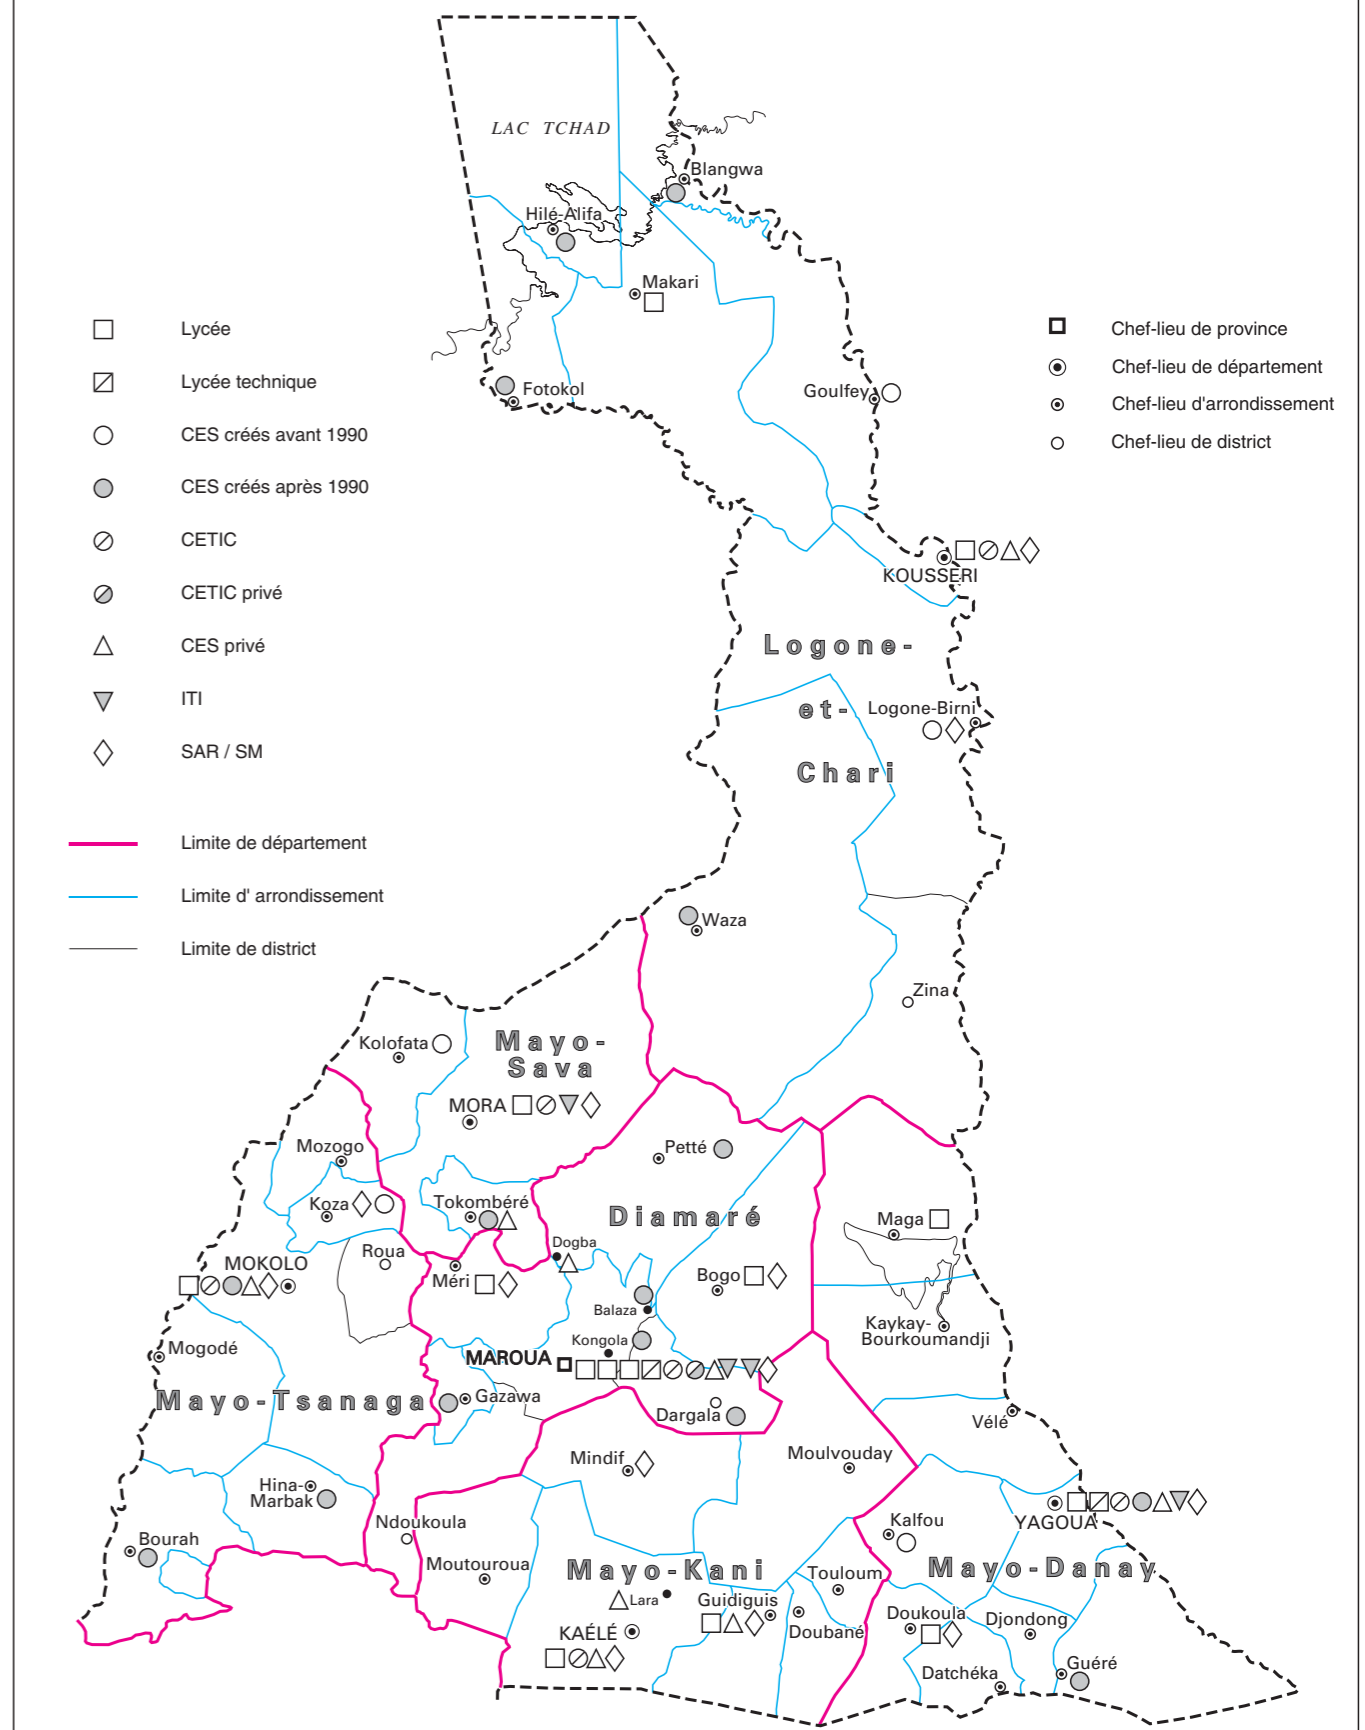 LAC TCHAD
Blangwa
Hilé-Alifa
Makari
Lycée
Lycée technique
CES créés avant 1990
CES créés après 1990
CETIC
CETIC privé
CES privé
ITI
SAR / SM
Limite de département
Limite d' arrondissement
Limite de district
Chef-lieu de province
Chef-lieu de département
Chef-lieu d'arrondissement
Chef-lieu de district
Fotokol
Goulfey
KOUSSERI
Logone-
et-
Chari
Logone-Birni
Waza
Zina
Kolofata
Mayo-
Sava
MORA
Mozogo
Petté
Koza
Tokombéré
Diamaré
Maga
Roua
Dogba
MOKOLO
Méri
Bogo
Balaza
Kaykay-
Bourkoumandji
Kongola
Mogodé
MAROUA
Mayo-Tsanaga
Gazawa
Dargala
Vélé
Mindif
Moulvouday
Hina-
Marbak
YAGOUA
Ndoukoula
Kalfou
Bourah
Moutouroua
Mayo-Kani
Mayo-Danay
Touloum
Lara
Guidiguis
Doubané
Doukoula
Djondong
KAÉLÉ
Datchéka
Guéré